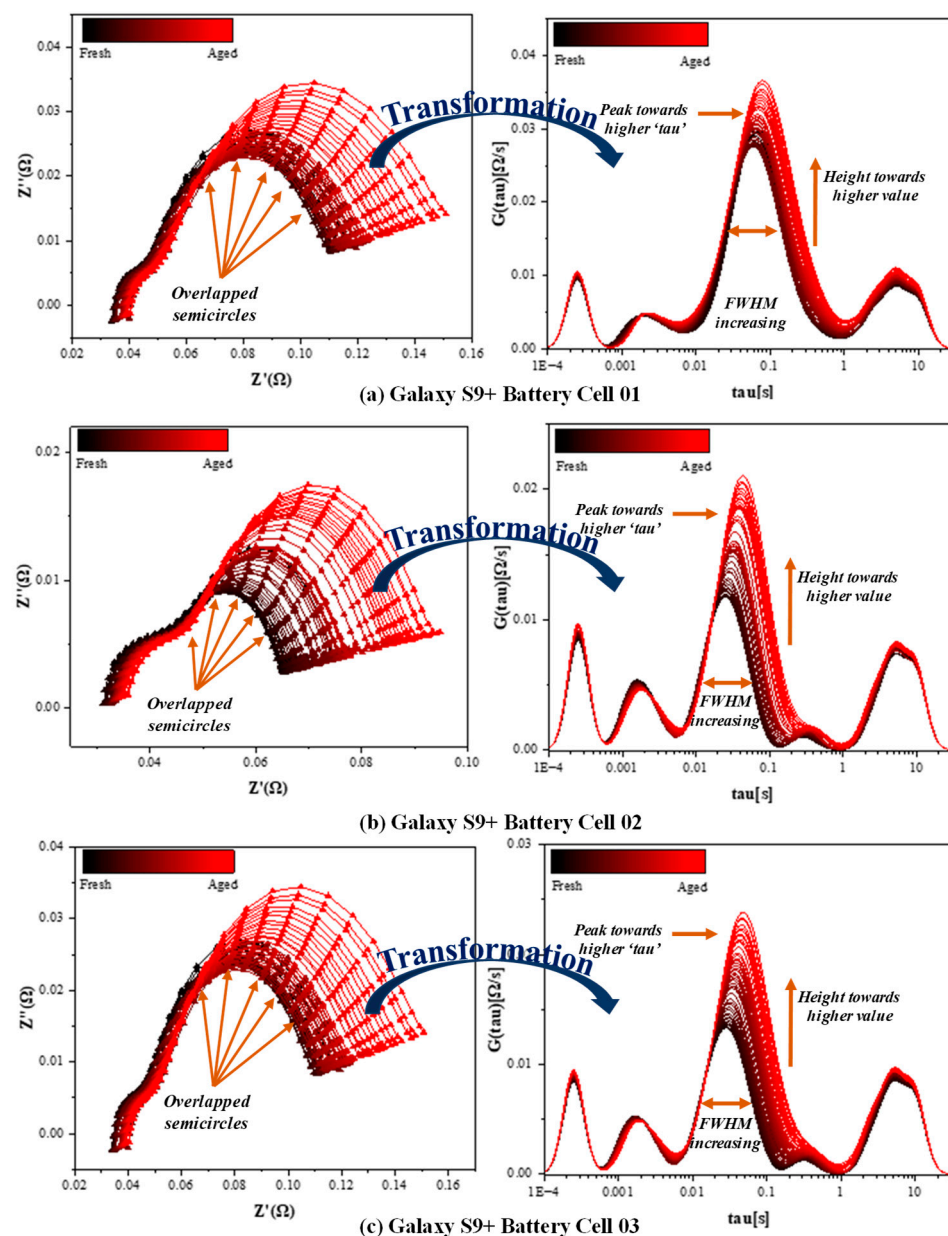 0.04
0.03
0.02
0.01
0.00
Z''(Ω)
Fresh
Aged
Overlapped
semicircles
0.02
0.04
0.06
0.08
0.10
0.12
0.14
0.16
Z'(Ω)
Transformation
0.04
0.03
0.02
0.01
0.00
G(tau)[Ω/s]
Fresh
Aged
Peak towards
higher 'tau'
Height towards
higher value
FWHM
increasing
1E−4
0.001
0.01
0.1
1
10
tau[s]
(a) Galaxy S9+ Battery Cell 01
0.02
0.01
0.00
Z''(Ω)
Fresh
Aged
Overlapped
semicircles
0.04
0.06
0.08
0.10
Z'(Ω)
Transformation
0.02
0.01
0.00
G(tau)[Ω/s]
Fresh
Aged
Peak towards
higher 'tau'
Height towards
higher value
FWHM
increasing
1E−4
0.001
0.01
0.1
1
10
tau[s]
(b) Galaxy S9+ Battery Cell 02
0.04
0.03
0.02
0.01
0.00
Z''(Ω)
Fresh
Aged
Overlapped
semicircles
0.02
0.04
0.06
0.08
0.10
0.12
0.14
0.16
Z'(Ω)
Transformation
0.03
0.02
0.01
0.00
G(tau)[Ω/s]
Fresh
Aged
Peak towards
higher 'tau'
Height towards
higher value
FWHM
increasing
1E−4
0.001
0.01
0.1
1
10
tau[s]
(c) Galaxy S9+ Battery Cell 03